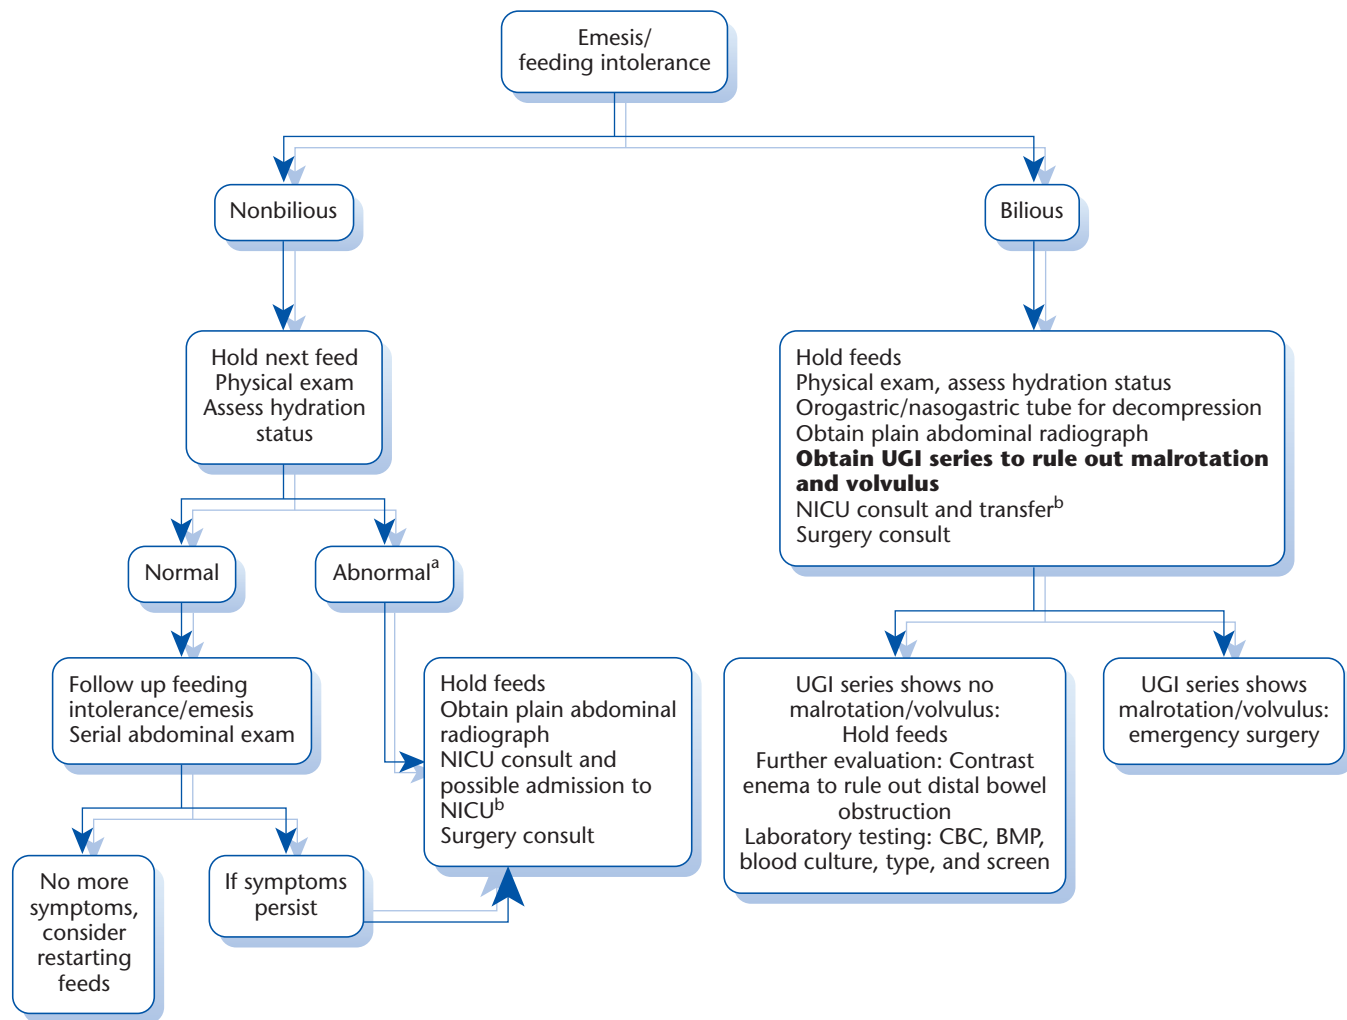 Emesis/
feeding intolerance
Nonbilious
Bilious
Hold next feed
Physical exam
Assess hydration
status
Hold feeds
Physical exam, assess hydration status
Orogastric/nasogastric tube for decompression
Obtain plain abdominal radiograph
Obtain UGI series to rule out malrotation
and volvulus
NICU consult and transferᵇ
Surgery consult
Normal
Abnormalᵃ
Follow up feeding
intolerance/emesis
Serial abdominal exam
Hold feeds
Obtain plain abdominal
radiograph
NICU consult and
possible admission to
NICUᵇ
Surgery consult
UGI series shows no
malrotation/volvulus:
Hold feeds
Further evaluation: Contrast
enema to rule out distal bowel
obstruction
Laboratory testing: CBC, BMP,
blood culture, type, and screen
UGI series shows
malrotation/volvulus:
emergency surgery
No more
symptoms,
consider
restarting
feeds
If symptoms
persist